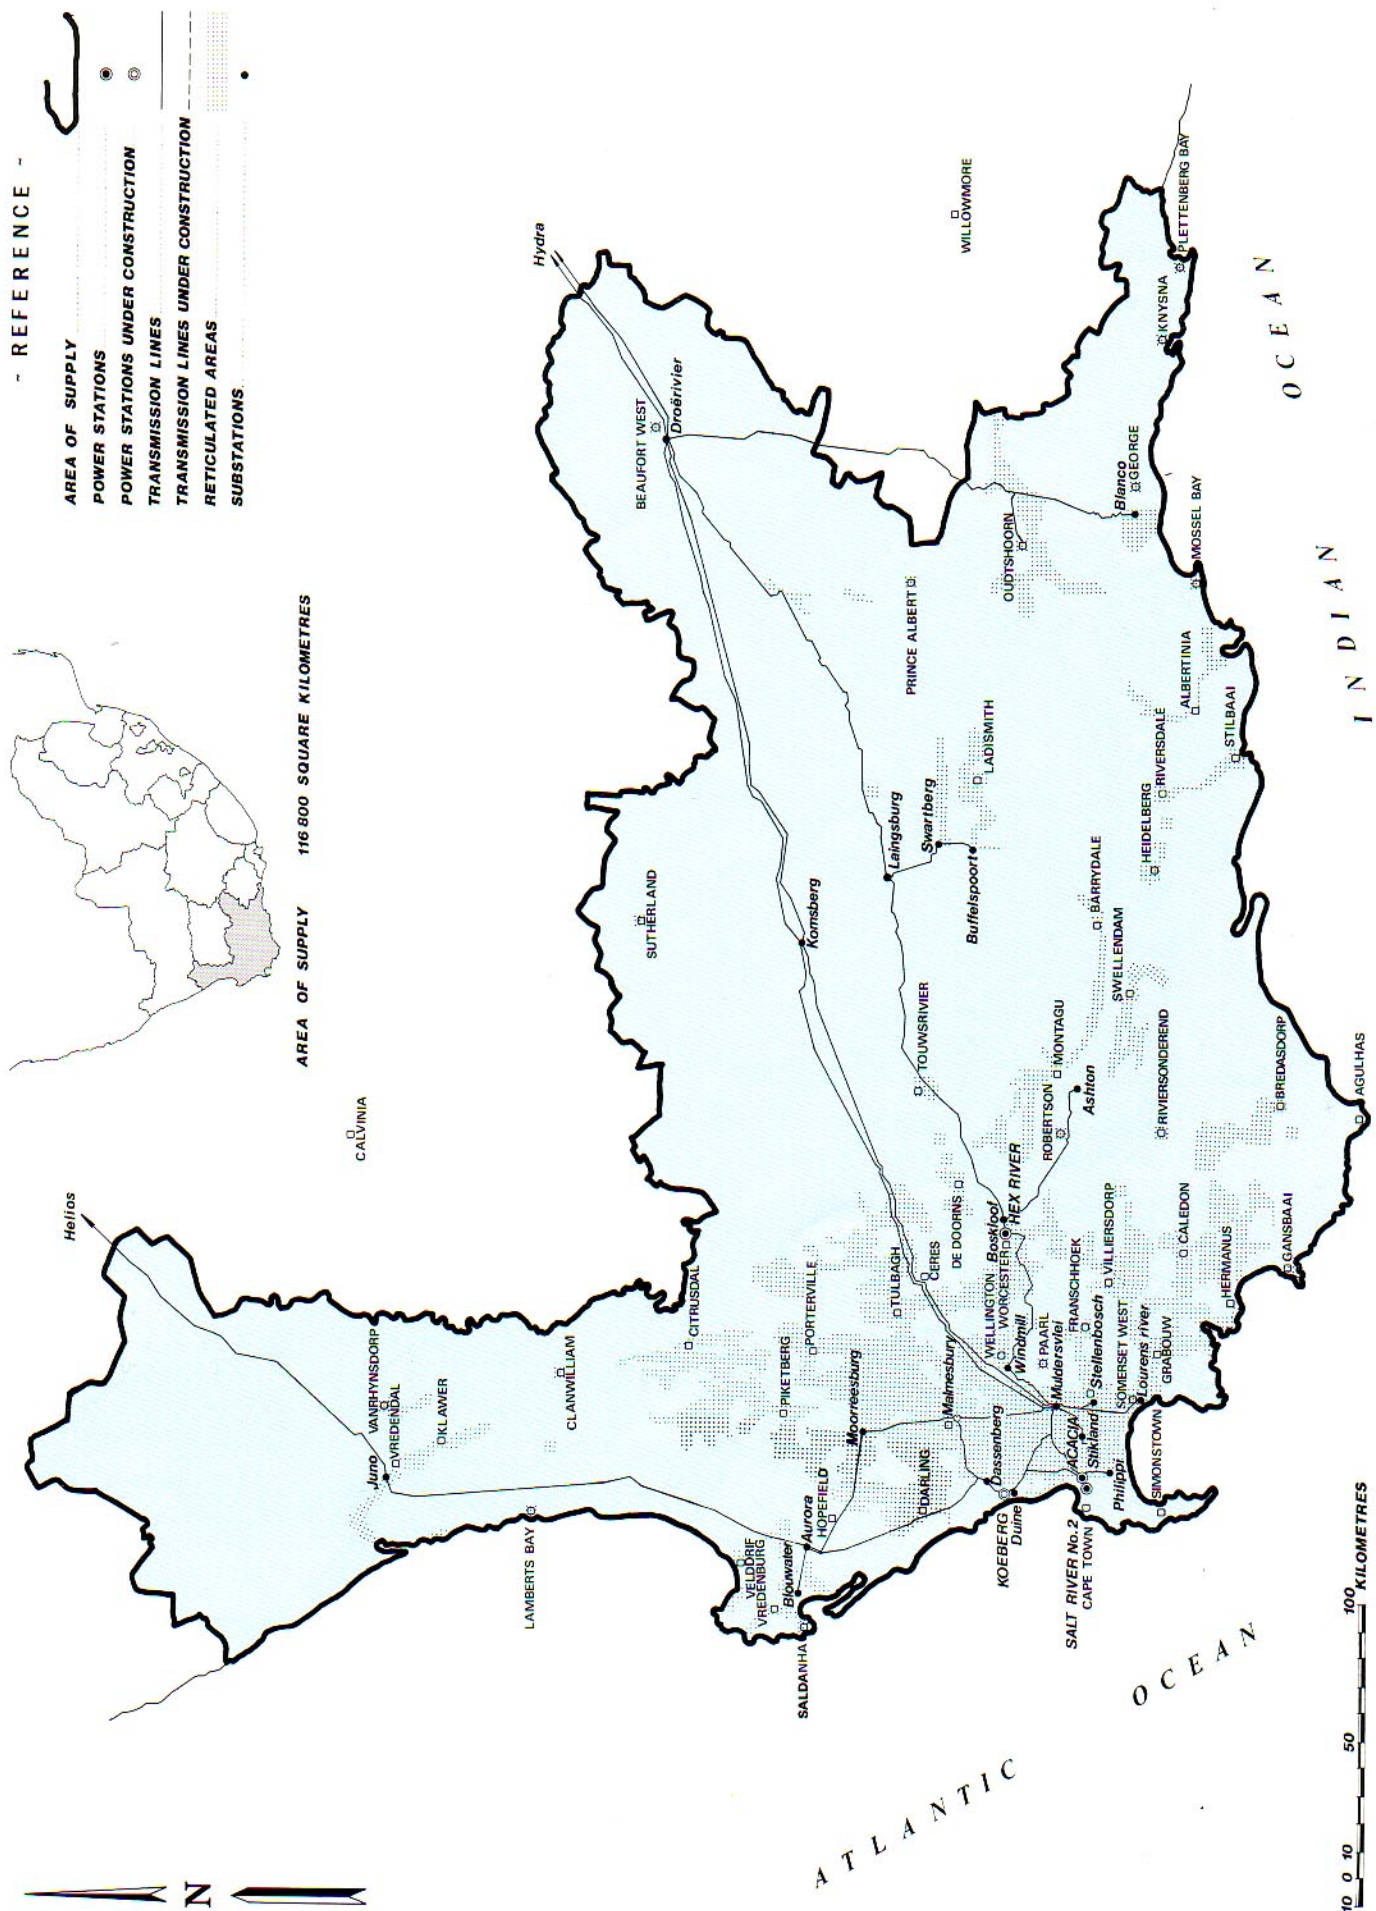 - REFERENCE -
AREA OF SUPPLY
POWER STATIONS
POWER STATIONS UNDER CONSTRUCTION
TRANSMISSION LINES
TRANSMISSION LINES UNDER CONSTRUCTION
RETICULATED AREAS
SUBSTATIONS
AREA OF SUPPLY 116 800 SQUARE KILOMETRES
N
Helios
CALVINIA
Hydra
WILLOWMORE
VANRHYNSDORP
Juno
VREDENDAL
KLAWER
LAMBERTS BAY
CLANWILLIAM
SUTHERLAND
BEAUFORT WEST
Droërivier
CITRUSDAL
VELDDRIF
VREDENBURG
PIKETBERG
PORTERVILLE
Blouwater
SALDANHA
Aurora
HOPEFIELD
Moorreesburg
Komsberg
TULBAGH
Laingsburg
PRINCE ALBERT
TOUWSRIVIER
DARLING
Malmesbury
CERES
Swartberg
DE DOORNS
Buffelspoort
LADISMITH
Dassenberg
WELLINGTON
WORCESTER
Boskloof
HEX RIVER
KOEBERG
Duine
Windmill
OUDTSHOORN
PAARL
Muldersvlei
ROBERTSON
MONTAGU
ACACIA
FRANSCHHOEK
Ashton
SALT RIVER No. 2
CAPE TOWN
Stikland
Stellenbosch
BARRYDALE
Philippi
VILLIERSDORP
SWELLENDAM
SOMERSET WEST
Lourens river
HEIDELBERG
RIVERSDALE
Blanco
GEORGE
SIMONSTOWN
GRABOUW
RIVIERSONDEREND
KNYSNA
CALEDON
ALBERTINIA
MOSSEL BAY
PLETTENBERG BAY
HERMANUS
STILBAAI
GANSBAAI
BREDASDORP
AGULHAS
ATLANTIC
OCEAN
INDIAN
OCEAN
10 0 10 50 100 KILOMETRES